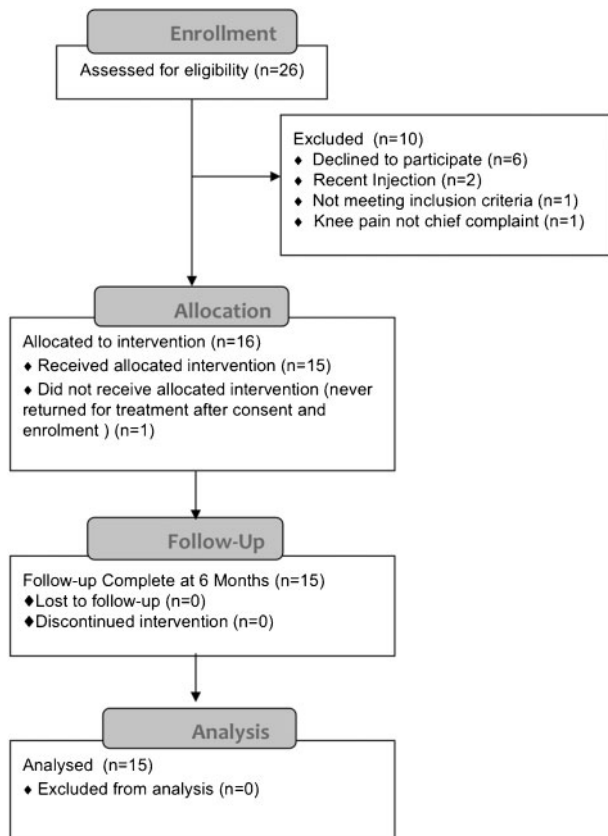 Enrollment
Assessed for eligibility (n=26)
Excluded (n=10)
♦ Declined to participate (n=6)
♦ Recent Injection (n=2)
♦ Not meeting inclusion criteria (n=1)
♦ Knee pain not chief complaint (n=1)
Allocation
Allocated to intervention (n=16)
♦ Received allocated intervention (n=15)
♦ Did not receive allocated intervention (never
returned for treatment after consent and
enrolment ) (n=1)
Follow-Up
Follow-up Complete at 6 Months (n=15)
♦Lost to follow-up (n=0)
♦Discontinued intervention (n=0)
Analysis
Analysed (n=15)
♦ Excluded from analysis (n=0)